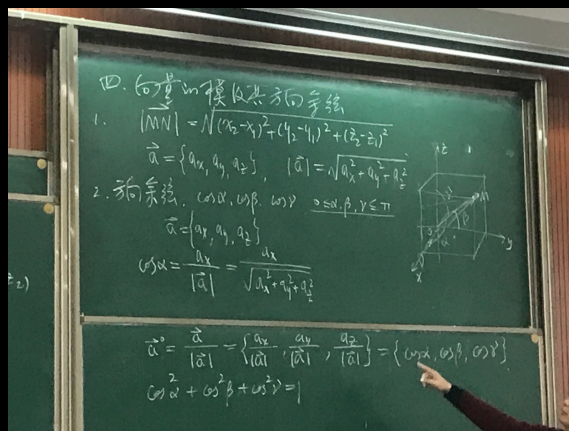 四. 向量的模及其方向余弦
1. |MN| = √((x₂-x₁)²+(y₂-y₁)²+(z₂-z₁)²)
a⃗ = {aₓ, a_y, a_z}, |a⃗| = √(aₓ²+a_y²+a_z²)
2. 方向余弦, cosα, cosβ, cosγ 0≤α,β,γ≤π
a⃗ = {aₓ, a_y, a_z}
cosα = aₓ/|a⃗| = aₓ/√(aₓ²+a_y²+a_z²)
z
M
β
α
y
x
z₂)
a⃗° = a⃗/|a⃗| = {aₓ/|a⃗|, a_y/|a⃗|, a_z/|a⃗|} = {cosα, cosβ, cosγ}
cos²α + cos²β + cos²γ = 1